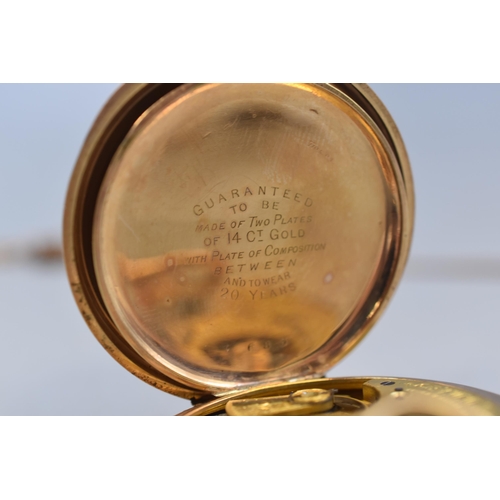 GUARANTEED
TO BE
MADE OF TWO PLATES
OF 14 CT GOLD
WITH PLATE OF COMPOSITION
BETWEEN
AND TO WEAR
20 YEARS